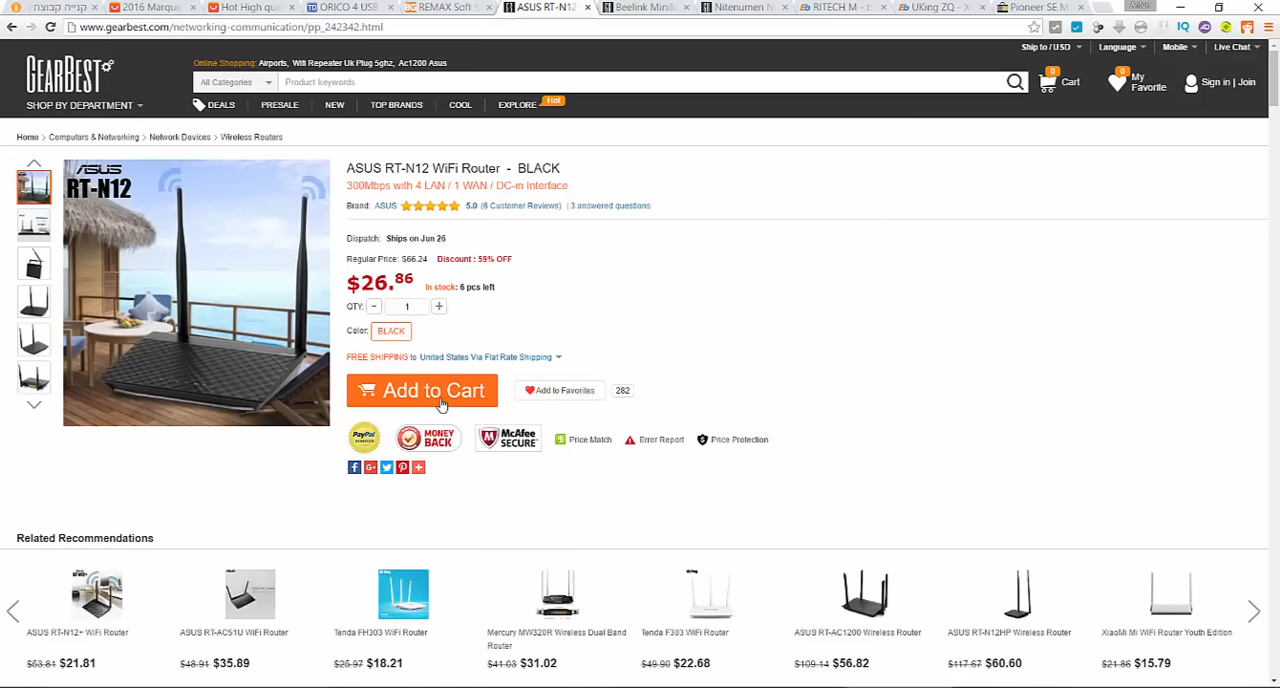 קנייה קבוצתי
2016 Marque
Hot High qual
ORICO 4 USB
REMAX Soft S
ASUS RT-N12
Beelink MiniM
Nitenumen N
RITECH M - b
UKing ZQ - X
Pioneer SE M
www.gearbest.com/networking-communication/pp_242342.html
Ship to / USD Language Mobile Live Chat
GEARBEST
SHOP BY DEPARTMENT
Online Shopping: Airports, Wifi Repeater Uk Plug 5ghz, Ac1200 Asus
All Categories Product keywords
0 Cart
0 My Favorite
Sign in | Join
DEALS PRESALE NEW TOP BRANDS COOL EXPLORE Hot
Home > Computers & Networking > Network Devices > Wireless Routers
ASUS
RT-N12
ASUS RT-N12 WiFi Router - BLACK
300Mbps with 4 LAN / 1 WAN / DC-in Interface
Brand: ASUS 5.0 (6 Customer Reviews) | 3 answered questions
Dispatch: Ships on Jun 26
Regular Price: $66.24 Discount : 59% OFF
$26.86 In stock: 6 pcs left
QTY: - 1 +
Color: BLACK
FREE SHIPPING to United States Via Flat Rate Shipping
Add to Cart Add to Favorites 282
PayPal MONEY BACK McAfee SECURE Price Match Error Report Price Protection
Related Recommendations
ASUS RT-N12+ WiFi Router
$53.81 $21.81
ASUS RT-AC51U WiFi Router
$48.91 $35.89
Tenda FH303 WiFi Router
$25.97 $18.21
Mercury MW320R Wireless Dual Band
Router
$41.03 $31.02
Tenda F303 WiFi Router
$49.90 $22.68
ASUS RT-AC1200 Wireless Router
$109.14 $56.82
ASUS RT-N12HP Wireless Router
$117.67 $60.60
XiaoMi Mi WiFi Router Youth Edition
$21.86 $15.79